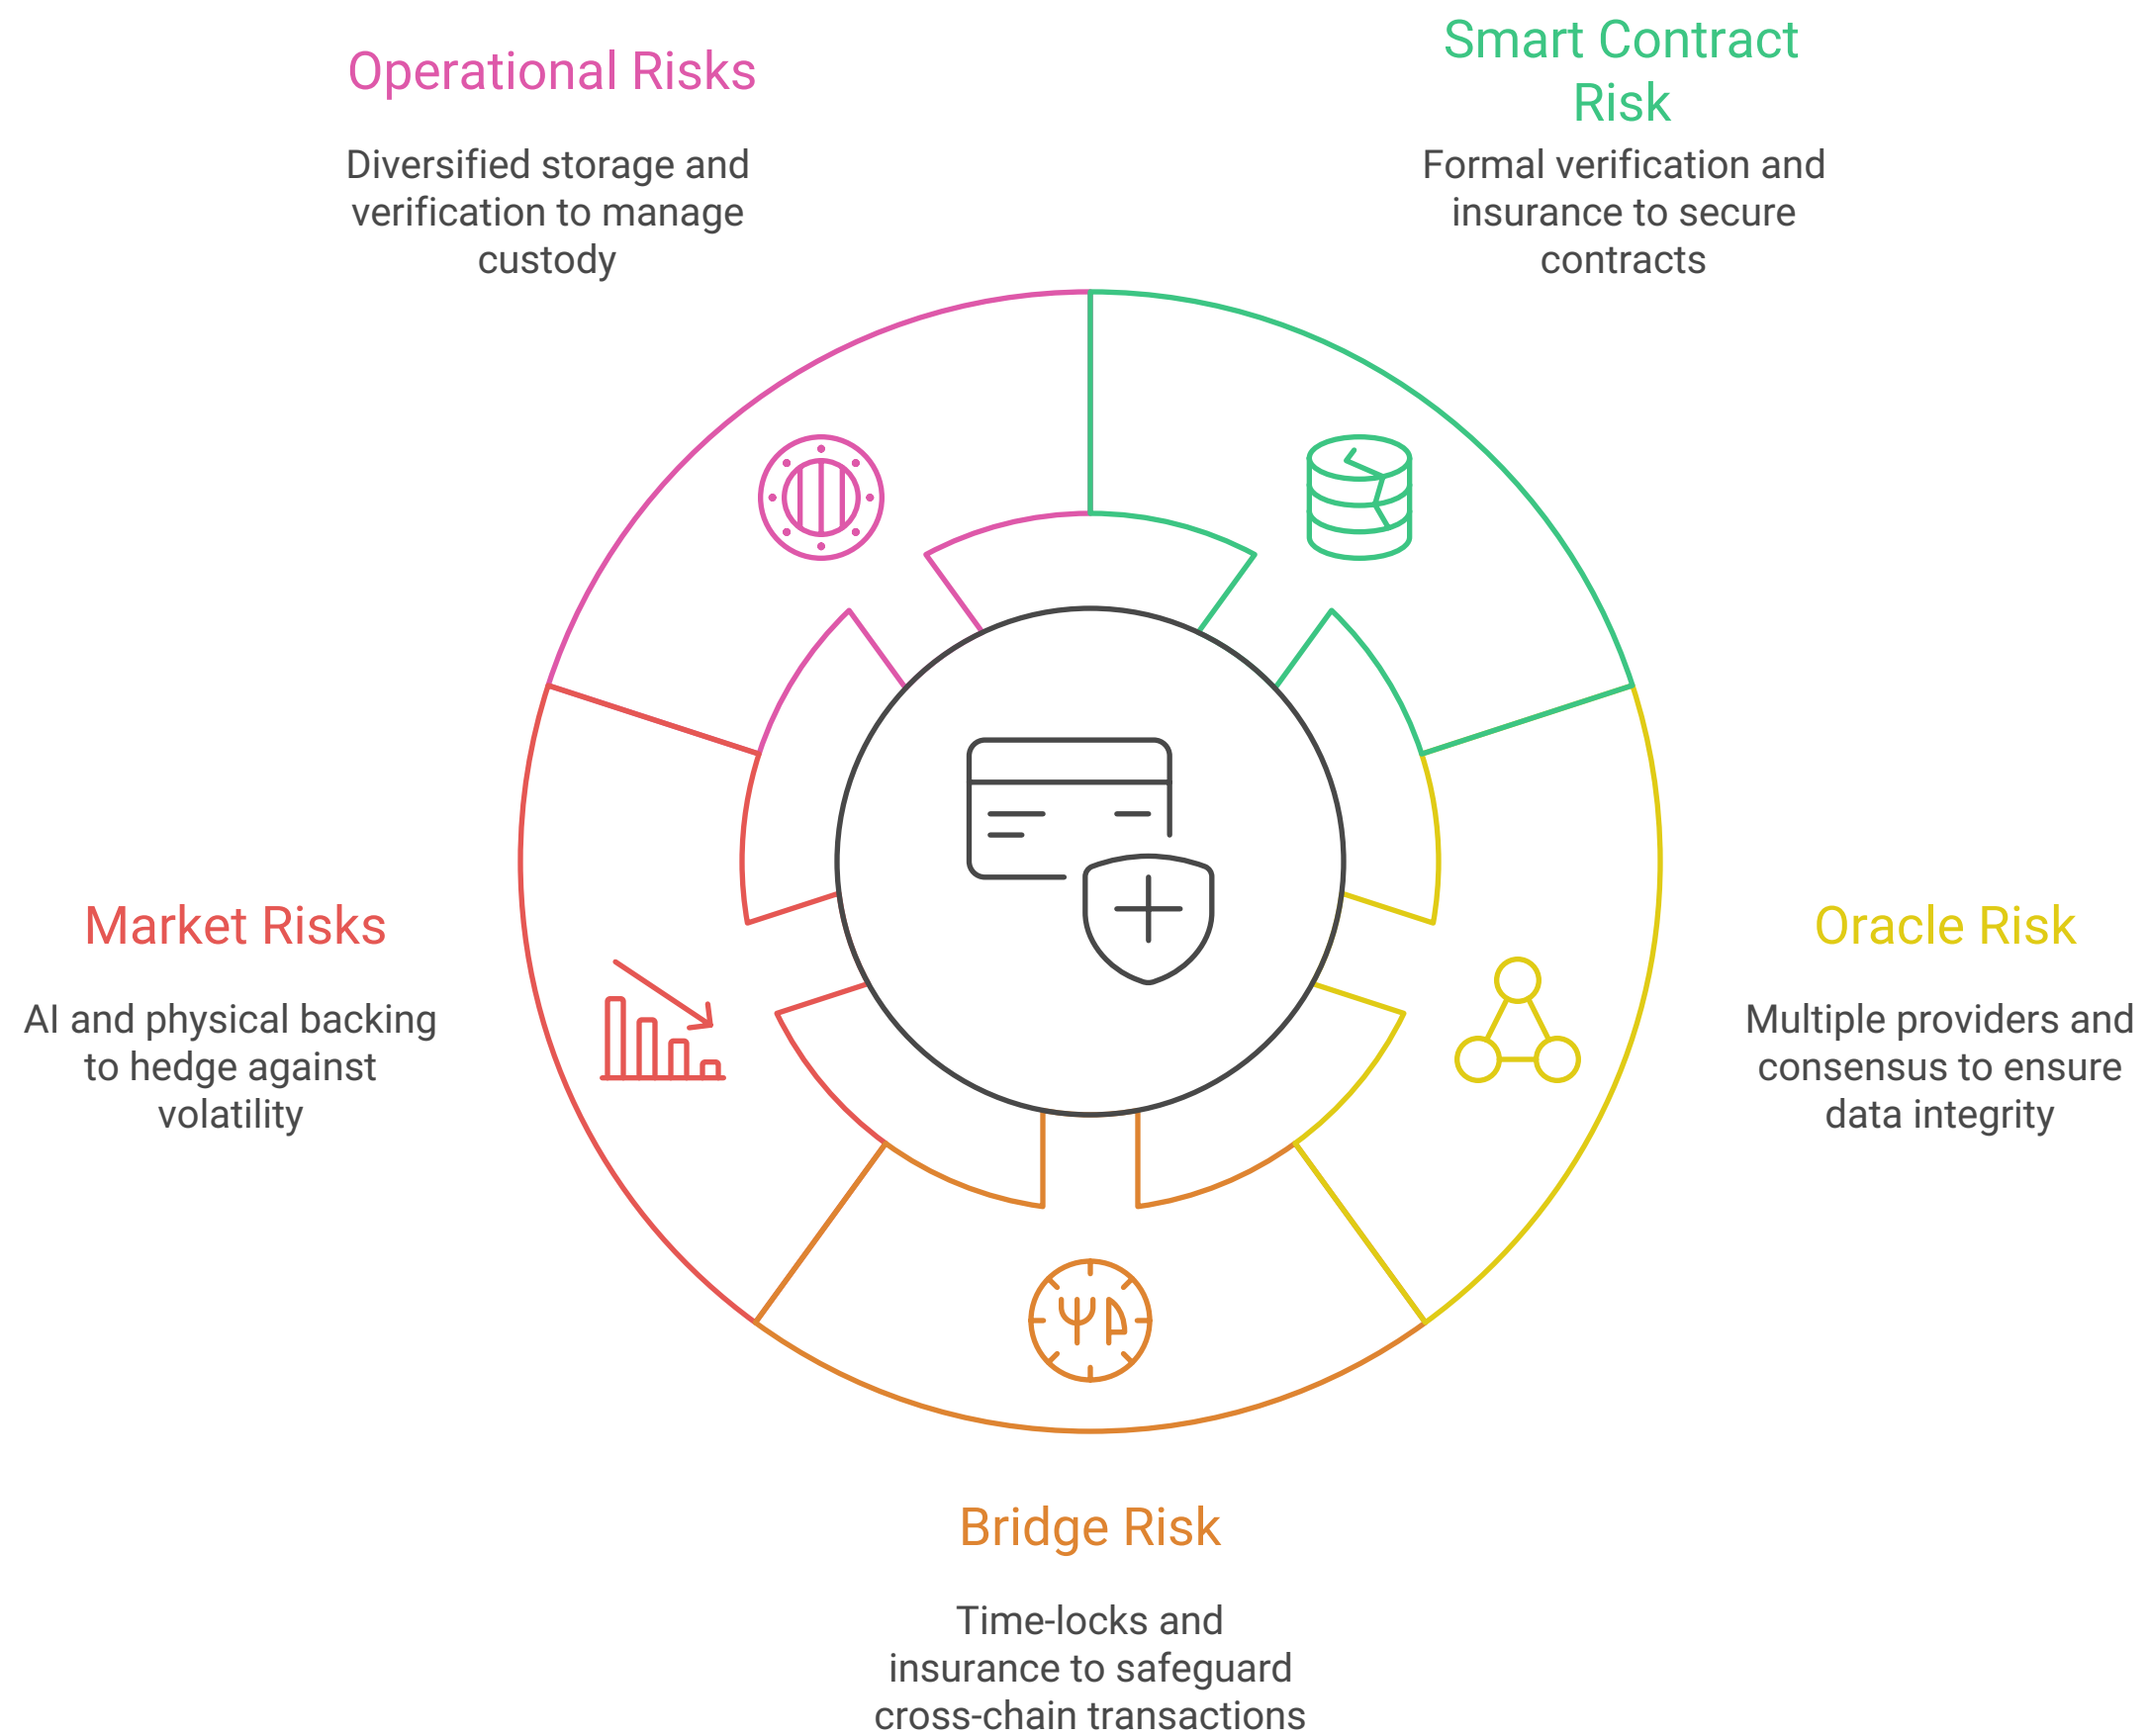 Operational Risks
Diversified storage and
verification to manage
custody
Smart Contract
Risk
Formal verification and
insurance to secure
contracts
Market Risks
AI and physical backing
to hedge against
volatility
Oracle Risk
Multiple providers and
consensus to ensure
data integrity
Bridge Risk
Time-locks and
insurance to safeguard
cross-chain transactions